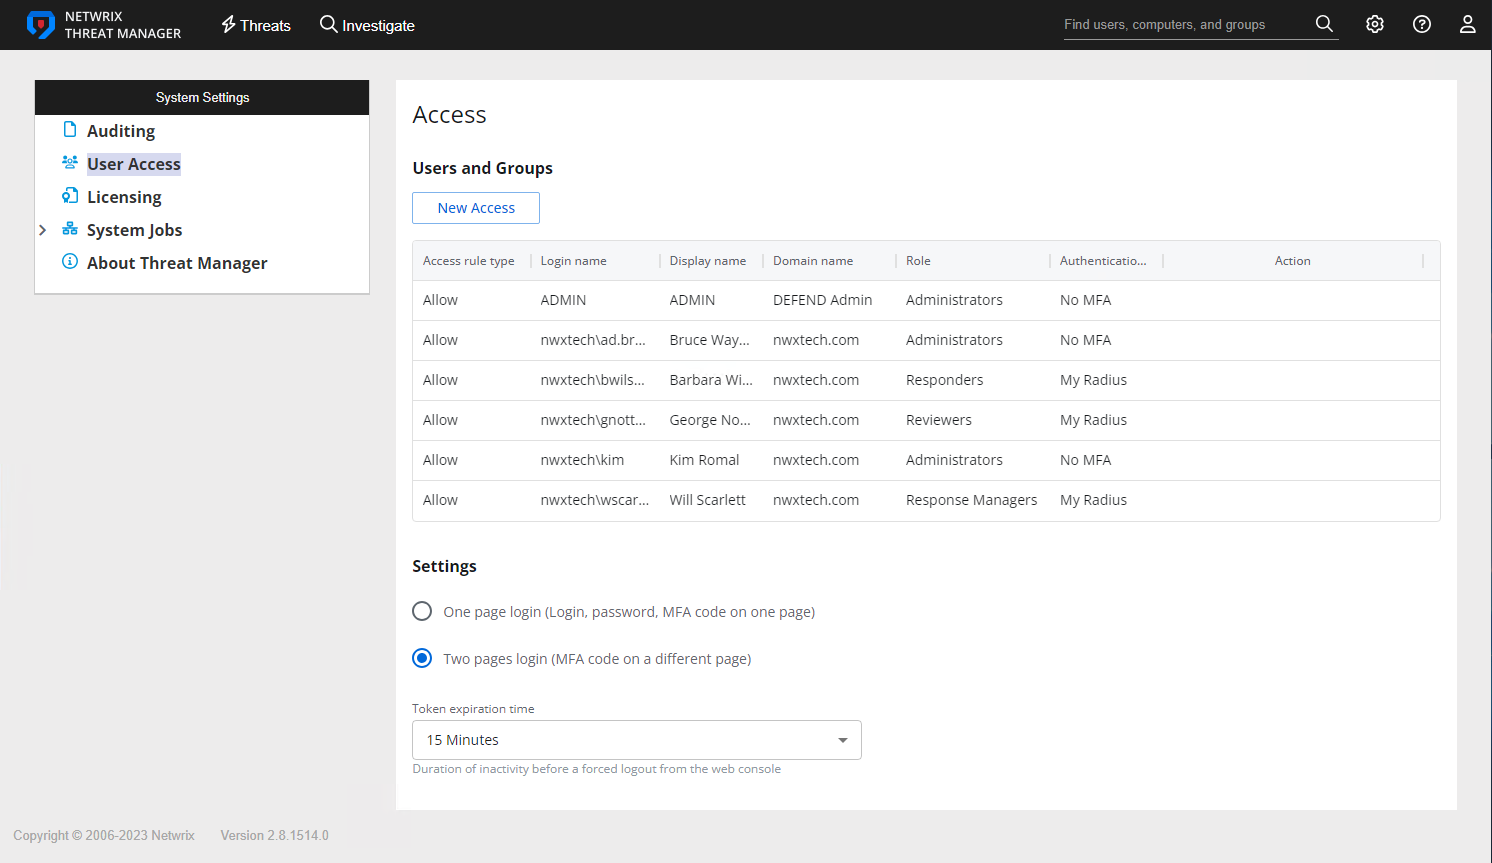 NETWRIX
THREAT MANAGER
Threats
Investigate
Find users, computers, and groups
System Settings
Auditing
User Access
Licensing
System Jobs
About Threat Manager
Access
Users and Groups
New Access
Access rule type Login name Display name Domain name Role Authenticatio... Action
Allow ADMIN ADMIN DEFEND Admin Administrators No MFA
Allow nwxtech\ad.br... Bruce Way... nwxtech.com Administrators No MFA
Allow nwxtech\bwils... Barbara Wi... nwxtech.com Responders My Radius
Allow nwxtech\gnott... George No... nwxtech.com Reviewers My Radius
Allow nwxtech\kim Kim Romal nwxtech.com Administrators No MFA
Allow nwxtech\wscar... Will Scarlett nwxtech.com Response Managers My Radius
Settings
One page login (Login, password, MFA code on one page)
Two pages login (MFA code on a different page)
Token expiration time
15 Minutes
Duration of inactivity before a forced logout from the web console
Copyright © 2006-2023 Netwrix Version 2.8.1514.0